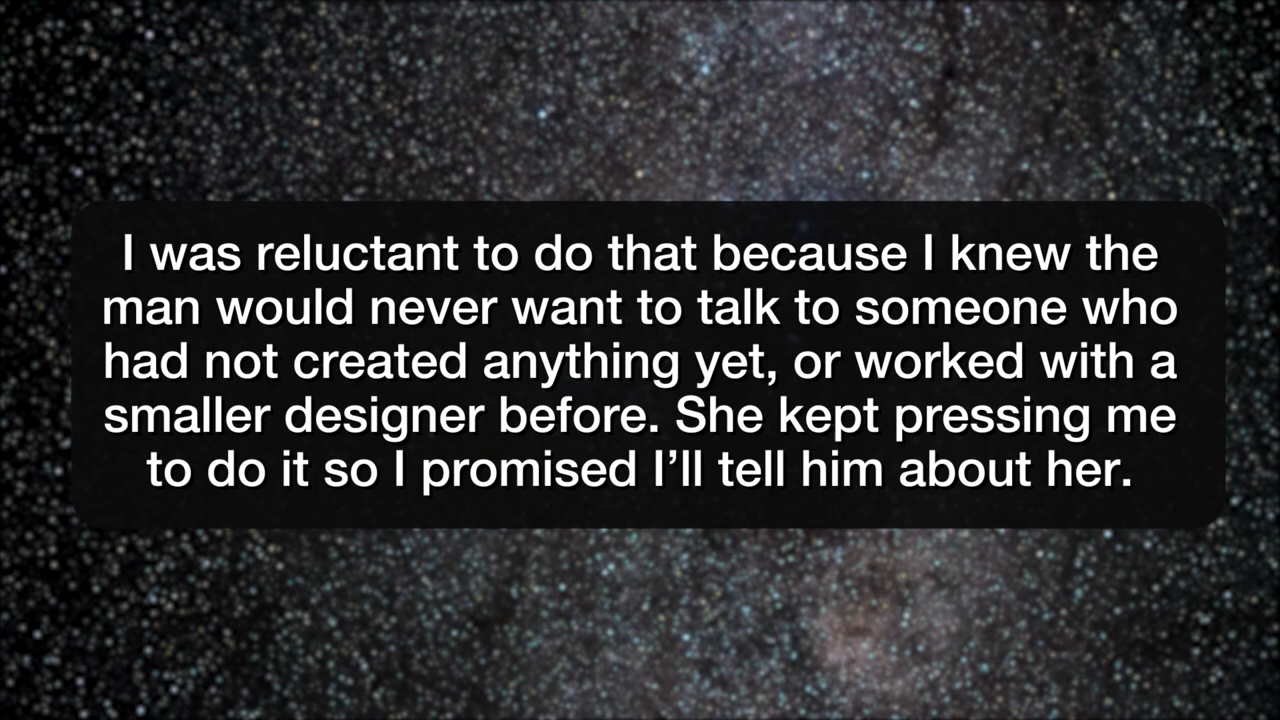 I was reluctant to do that because I knew the
man would never want to talk to someone who
had not created anything yet, or worked with a
smaller designer before. She kept pressing me
to do it so I promised I’ll tell him about her.